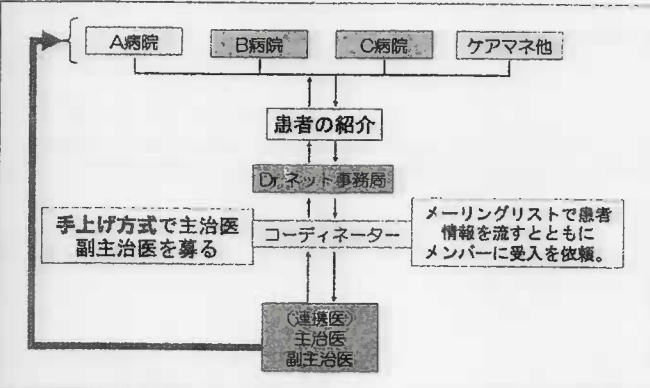 A病院
B病院
C病院
ケアマネ他
患者の紹介
Dr.ネット事務局
手上げ方式で主治医
副主治医を募る
コーディネーター
メーリングリストで患者
情報を流すとともに
メンバーに受入を依頼。
(連携医)
主治医
副主治医